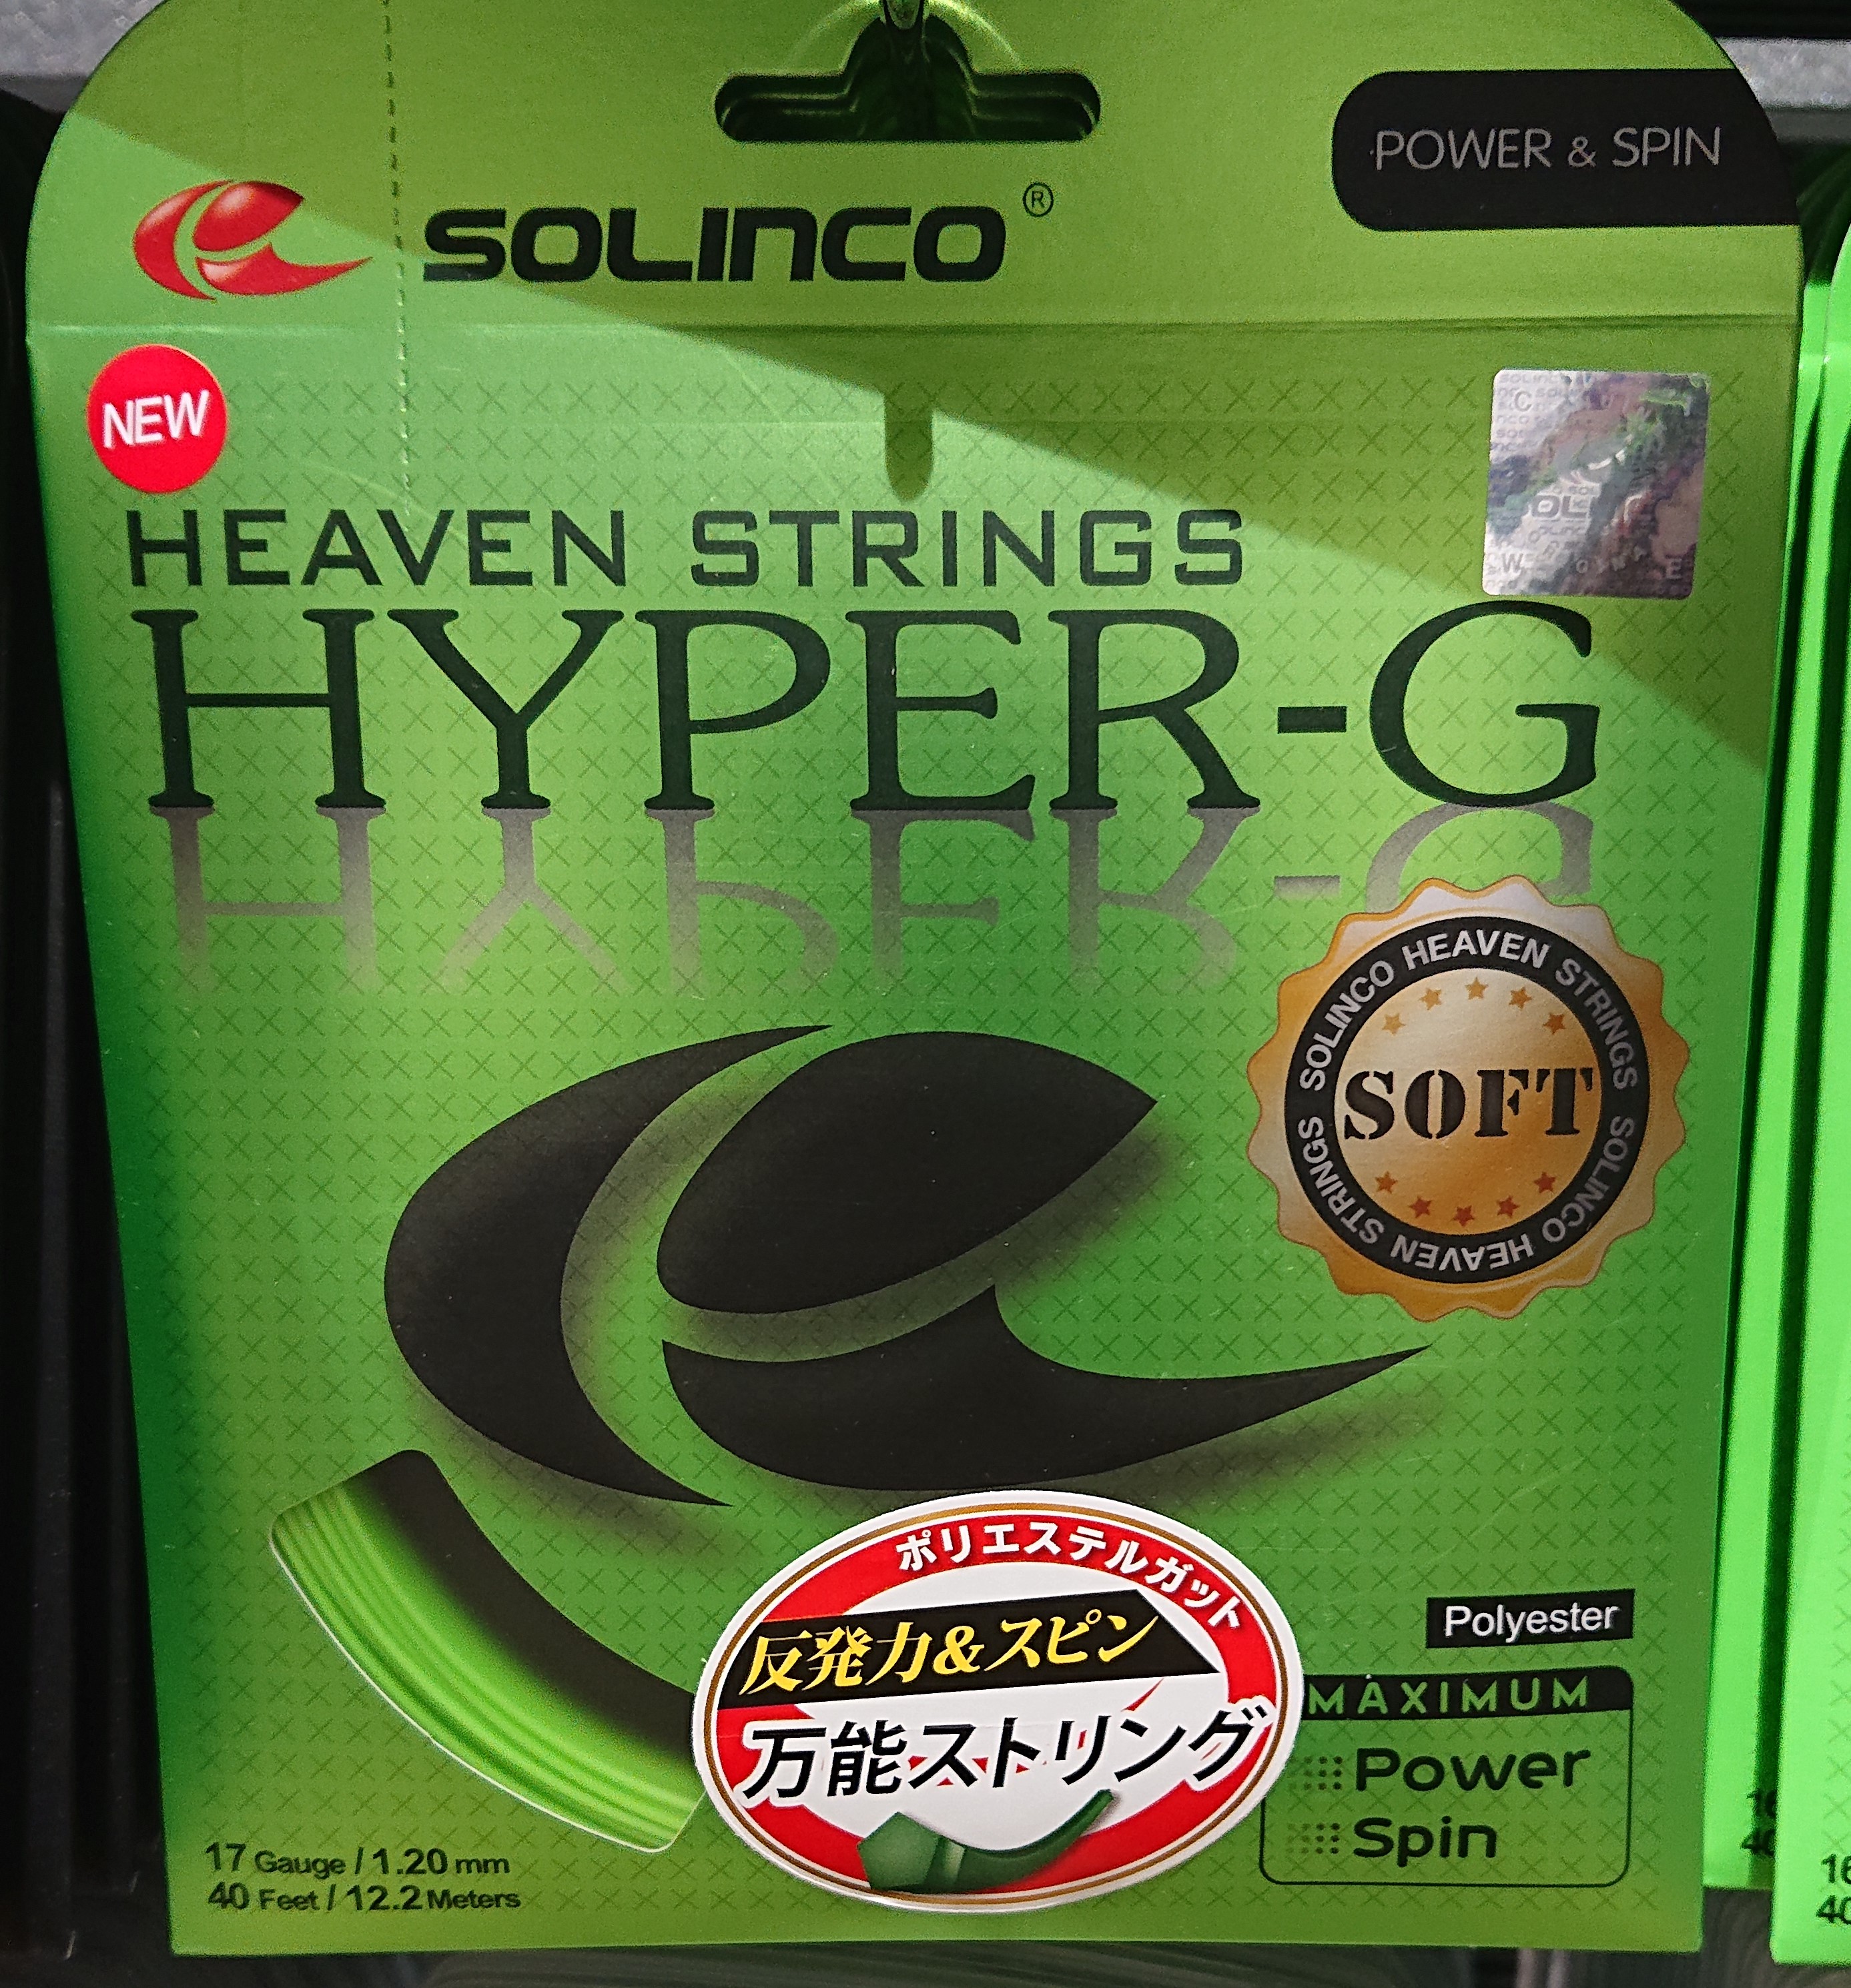 POWER & SPIN
SOLINCO®
NEW
HEAVEN STRINGS
HYPER-G
SOLINCO HEAVEN STRINGS
SOFT
SOLINCO HEAVEN STRINGS
ポリエステルガット
反発力&スピン
万能ストリング
Polyester
MAXIMUM
Power
Spin
17 Gauge / 1.20 mm
40 Feet / 12.2 Meters
16
40